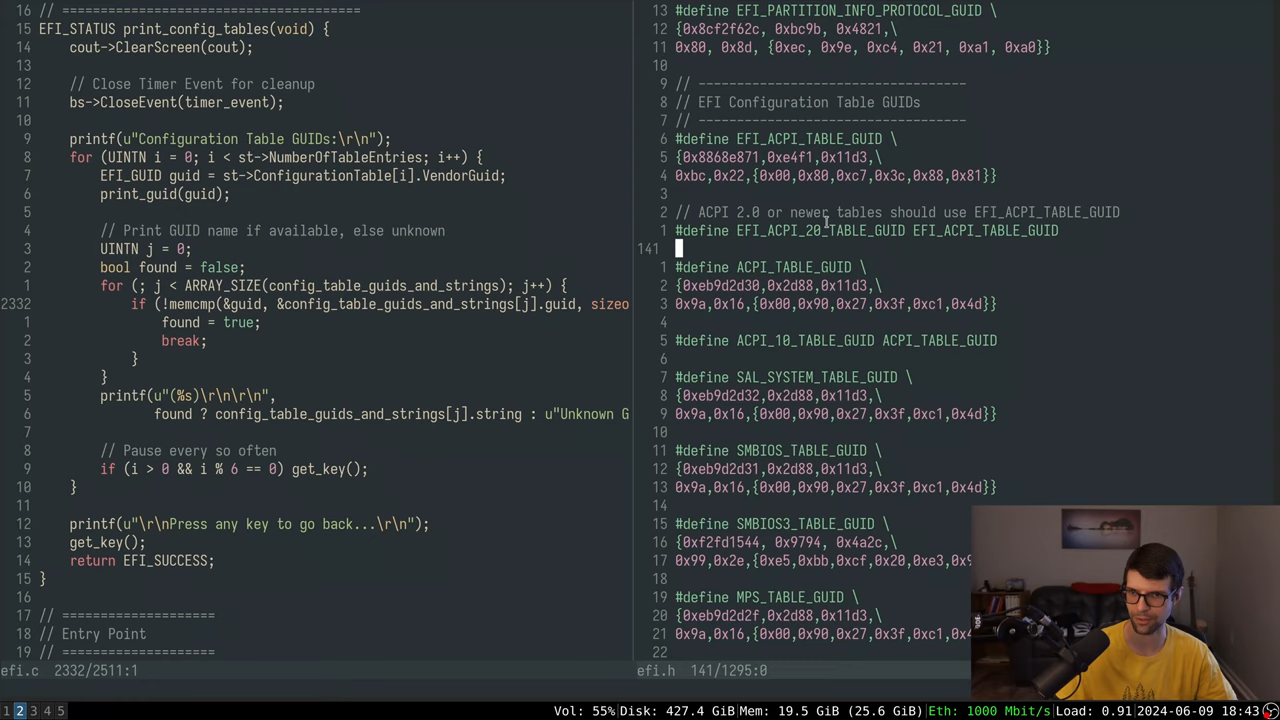 16 // ===================================
15 EFI_STATUS print_config_tables(void) {
14     cout->ClearScreen(cout);
13
12     // Close Timer Event for cleanup
11     bs->CloseEvent(timer_event);
10
9     printf(u"Configuration Table GUIDs:\r\n");
8     for (UINTN i = 0; i < st->NumberOfTableEntries; i++) {
7         EFI_GUID guid = st->ConfigurationTable[i].VendorGuid;
6         print_guid(guid);
5
4         // Print GUID name if available, else unknown
3         UINTN j = 0;
2         bool found = false;
1         for (; j < ARRAY_SIZE(config_table_guids_and_strings); j++) {
2332             if (!memcmp(&guid, &config_table_guids_and_strings[j].guid, sizeo
1                 found = true;
2                 break;
3             }
4         }
5         printf(u"(%s)\r\n\r\n",
6                found ? config_table_guids_and_strings[j].string : u"Unknown G
7
8         // Pause every so often
9         if (i > 0 && i % 6 == 0) get_key();
10     }
11
12     printf(u"\r\nPress any key to go back...\r\n");
13     get_key();
14     return EFI_SUCCESS;
15 }
16
17 // ====================
18 // Entry Point
19 // ====================
efi.c  2332/2511:1
13 #define EFI_PARTITION_INFO_PROTOCOL_GUID \
12 {0x8cf2f62c, 0xbc9b, 0x4821,\
11 0x80, 0x8d, {0xec, 0x9e, 0xc4, 0x21, 0xa1, 0xa0}}
10
9 // -----------------------------------
8 // EFI Configuration Table GUIDs
7 // -----------------------------------
6 #define EFI_ACPI_TABLE_GUID \
5 {0x8868e871,0xe4f1,0x11d3,\
4 0xbc,0x22,{0x00,0x80,0xc7,0x3c,0x88,0x81}}
3
2 // ACPI 2.0 or newer tables should use EFI_ACPI_TABLE_GUID
1 #define EFI_ACPI_20_TABLE_GUID EFI_ACPI_TABLE_GUID
141
1 #define ACPI_TABLE_GUID \
2 {0xeb9d2d30,0x2d88,0x11d3,\
3 0x9a,0x16,{0x00,0x90,0x27,0x3f,0xc1,0x4d}}
4
5 #define ACPI_10_TABLE_GUID ACPI_TABLE_GUID
6
7 #define SAL_SYSTEM_TABLE_GUID \
8 {0xeb9d2d32,0x2d88,0x11d3,\
9 0x9a,0x16,{0x00,0x90,0x27,0x3f,0xc1,0x4d}}
10
11 #define SMBIOS_TABLE_GUID \
12 {0xeb9d2d31,0x2d88,0x11d3,\
13 0x9a,0x16,{0x00,0x90,0x27,0x3f,0xc1,0x4d}}
14
15 #define SMBIOS3_TABLE_GUID \
16 {0xf2fd1544, 0x9794, 0x4a2c,\
17 0x99,0x2e,{0xe5,0xbb,0xcf,0x20,0xe3,0x9
18
19 #define MPS_TABLE_GUID \
20 {0xeb9d2d2f,0x2d88,0x11d3,\
21 0x9a,0x16,{0x00,0x90,0x27,0x3f,0xc1,0x4
22
efi.h  141/1295:0
1 2 3 4 5 Vol: 55% Disk: 427.4 GiB Mem: 19.5 GiB (25.6 GiB) Eth: 1000 Mbit/s Load: 0.91 2024-06-09 18:43